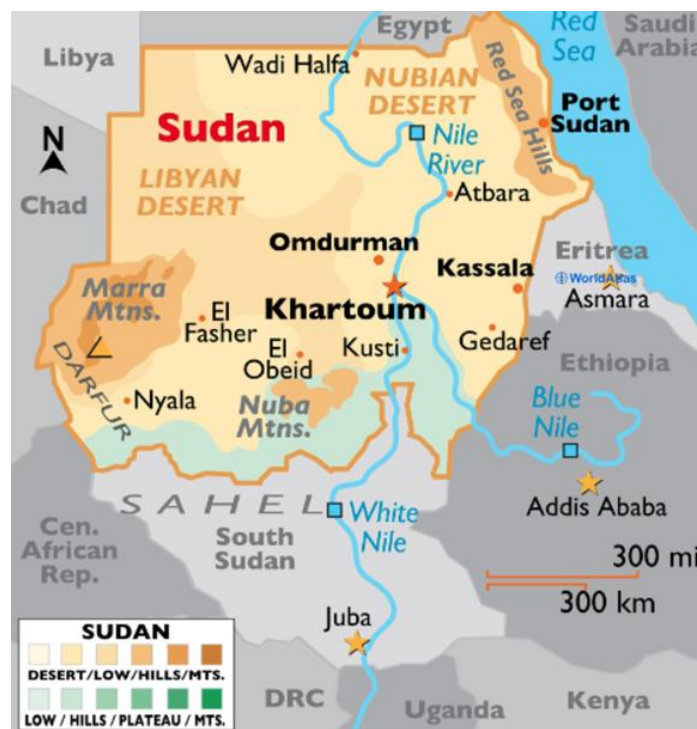 Egypt
Red
Sea
Saudi
Arabia
Libya
Wadi Halfa
NUBIAN
DESERT
Red Sea Hills
Port
Sudan
Sudan
N
Nile
River
LIBYAN
DESERT
Chad
Atbara
Omdurman
Kassala
Eritrea
WorldAtlas
Asmara
Marra
Mtns.
Khartoum
El
Fasher
El
Obeid
Kusti
Gedaref
Ethiopia
DARFUR
Nyala
Nuba
Mtns.
Blue
Nile
SAHEL
Addis Ababa
White
Nile
South
Sudan
Cen.
African
Rep.
300 mi
300 km
Juba
SUDAN
DESERT/LOW/HILLS/MTS.
LOW / HILLS / PLATEAU / MTS.
DRC
Uganda
Kenya